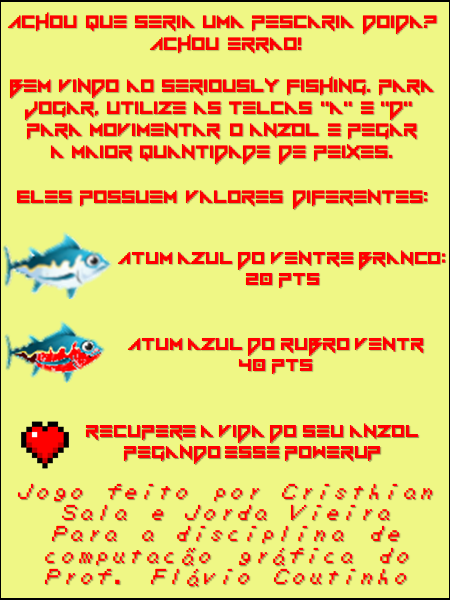 ACHOU QUE SERIA UMA PESCARIA DOIDA?
ACHOU ERRAO!
BEM VINDO AO SERIOUSLY FISHING. PARA
JOGAR, UTILIZE AS TELCAS "A" E "D"
PARA MOVIMENTAR O ANZOL E PEGAR
A MAIOR QUANTIDADE DE PEIXES.
ELES POSSUEM VALORES DIFERENTES:
ATUM AZUL DO VENTRE BRANCO:
20 PTS
ATUM AZUL DO RUBRO VENTR
40 PTS
RECUPERE A VIDA DO SEU ANZOL
PEGANDO ESSE POWERUP
Jogo feito por Cristhian
Sala e Jorda Vieira
Para a disciplina de
computação gráfica do
Prof. Flávio Coutinho